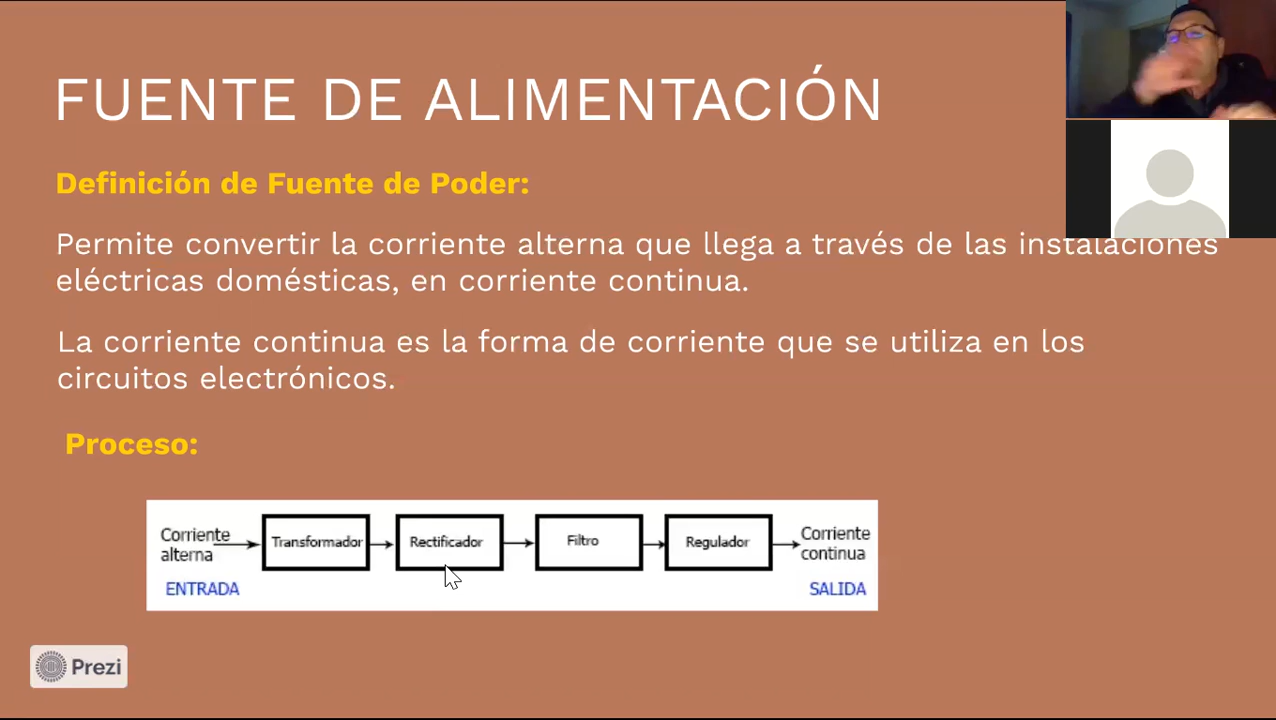 FUENTE DE ALIMENTACIÓN
Definición de Fuente de Poder:
Permite convertir la corriente alterna que llega a través de las instalaciones
eléctricas domésticas, en corriente continua.
La corriente continua es la forma de corriente que se utiliza en los
circuitos electrónicos.
Proceso:
Corriente
alterna
Transformador
Rectificador
Filtro
Regulador
Corriente
continua
ENTRADA
SALIDA
Prezi